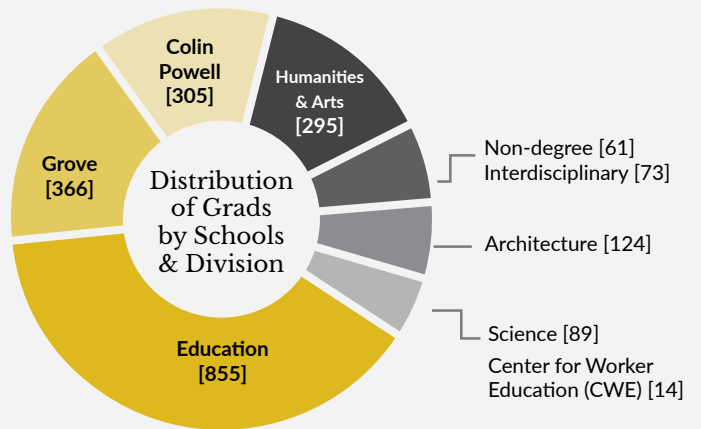 Colin
Powell
[305]
Humanities
& Arts
[295]
Grove
[366]
Distribution
of Grads
by Schools
& Division
Non-degree [61]
Interdisciplinary [73]
Architecture [124]
Science [89]
Center for Worker
Education (CWE) [14]
Education
[855]